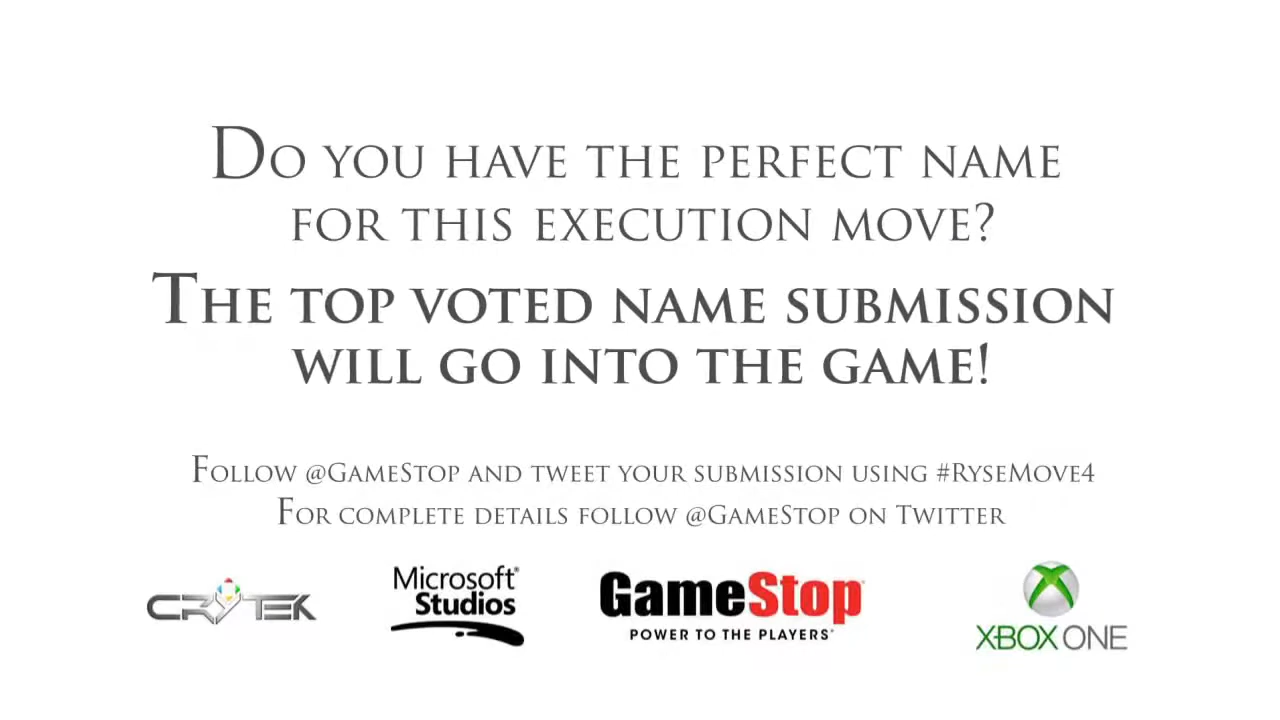 Do you have the perfect name
for this execution move?
The top voted name submission
will go into the game!
Follow @GameStop and tweet your submission using #RyseMove4
For complete details follow @GameStop on Twitter
CRYTEK
Microsoft®
Studios
GameStop
POWER TO THE PLAYERS®
XBOX ONE